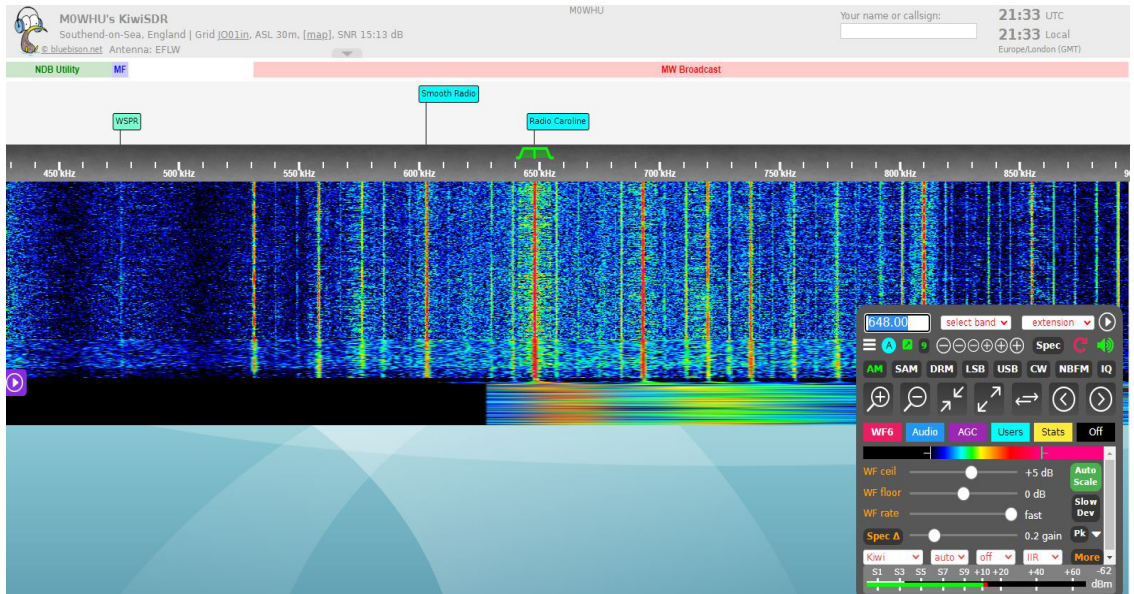 M0WHU
M0WHU's KiwiSDR
Southend-on-Sea, England | Grid JO01in, ASL 30m, [map], SNR 15:13 dB
© bluebison.net Antenna: EFLW
Your name or callsign:
21:33 UTC
21:33 Local
Europe/London (GMT)
NDB Utility MF MW Broadcast
Smooth Radio
WSPR Radio Caroline
450 kHz 500 kHz 550 kHz 600 kHz 650 kHz 700 kHz 750 kHz 800 kHz 850 kHz 9
648.00 select band extension
A 9 Spec
AM SAM DRM LSB USB CW NBFM IQ
WF6 Audio AGC Users Stats Off
WF ceil +5 dB Auto Scale
WF floor 0 dB
WF rate fast Slow Dev
Spec Δ 0.2 gain Pk
Kiwi auto off IIR More
S1 S3 S5 S7 S9 +10 +20 +40 +60 -62
dBm